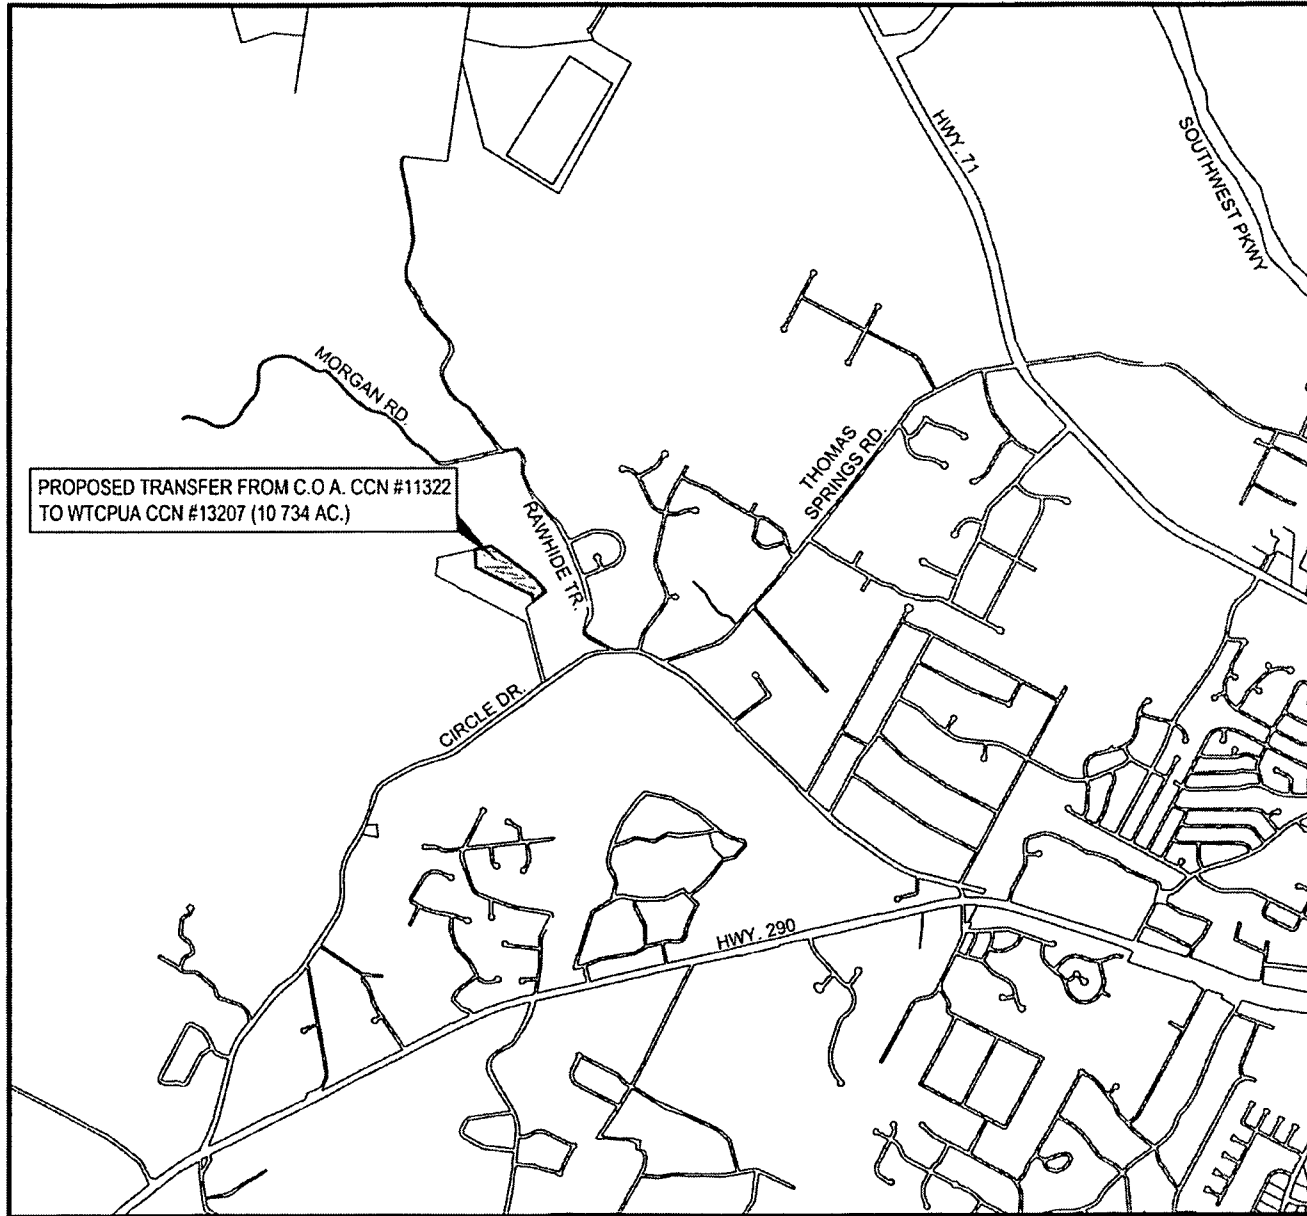 HWY. 71
SOUTHWEST PKWY
MORGAN RD.
THOMAS
SPRINGS RD.
PROPOSED TRANSFER FROM C.O A. CCN #11322
TO WTCPUA CCN #13207 (10 734 AC.)
RAWHIDE TR.
CIRCLE DR.
HWY. 290